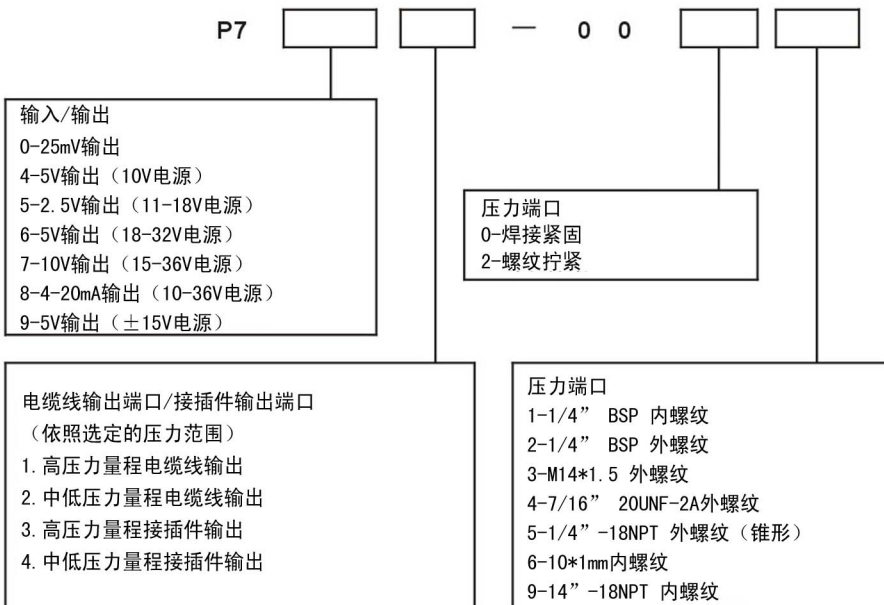 P7 — 0 0
输入/输出
0-25mV输出
4-5V输出（10V电源）
5-2.5V输出（11-18V电源）
6-5V输出（18-32V电源）
7-10V输出（15-36V电源）
8-4-20mA输出（10-36V电源）
9-5V输出（±15V电源）
压力端口
0-焊接紧固
2-螺纹拧紧
电缆线输出端口/接插件输出端口
（依照选定的压力范围）
1.高压力量程电缆线输出
2.中低压力量程电缆线输出
3.高压力量程接插件输出
4.中低压力量程接插件输出
压力端口
1-1/4” BSP 内螺纹
2-1/4” BSP 外螺纹
3-M14*1.5 外螺纹
4-7/16” 20UNF-2A外螺纹
5-1/4”-18NPT 外螺纹（锥形）
6-10*1mm内螺纹
9-14”-18NPT 内螺纹